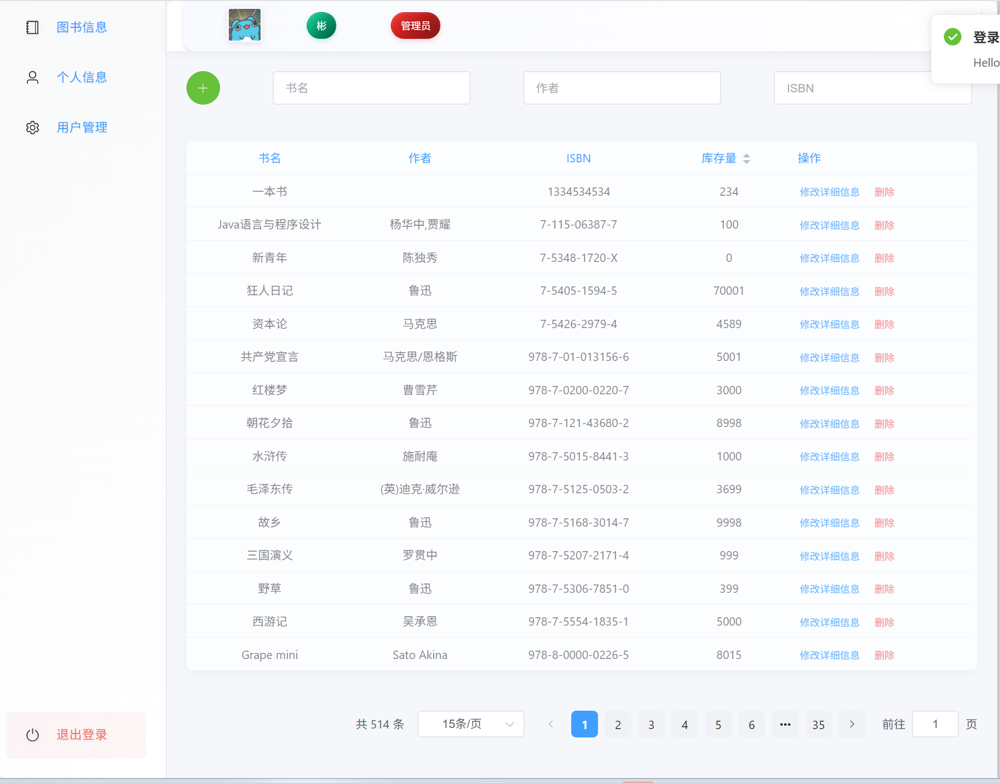 图书信息
个人信息
用户管理
退出登录
彬
管理员
登录
Hello
书名 作者 ISBN
书名 作者 ISBN 库存量 操作
一本书 1334534534 234 修改详细信息 删除
Java语言与程序设计 杨华中,贾耀 7-115-06387-7 100 修改详细信息 删除
新青年 陈独秀 7-5348-1720-X 0 修改详细信息 删除
狂人日记 鲁迅 7-5405-1594-5 70001 修改详细信息 删除
资本论 马克思 7-5426-2979-4 4589 修改详细信息 删除
共产党宣言 马克思/恩格斯 978-7-01-013156-6 5001 修改详细信息 删除
红楼梦 曹雪芹 978-7-0200-0220-7 3000 修改详细信息 删除
朝花夕拾 鲁迅 978-7-121-43680-2 8998 修改详细信息 删除
水浒传 施耐庵 978-7-5015-8441-3 1000 修改详细信息 删除
毛泽东传 (英)迪克·威尔逊 978-7-5125-0503-2 3699 修改详细信息 删除
故乡 鲁迅 978-7-5168-3014-7 9998 修改详细信息 删除
三国演义 罗贯中 978-7-5207-2171-4 999 修改详细信息 删除
野草 鲁迅 978-7-5306-7851-0 399 修改详细信息 删除
西游记 吴承恩 978-7-5554-1835-1 5000 修改详细信息 删除
Grape mini Sato Akina 978-8-0000-0226-5 8015 修改详细信息 删除
共 514 条 15条/页 1 2 3 4 5 6 ••• 35 前往 1 页